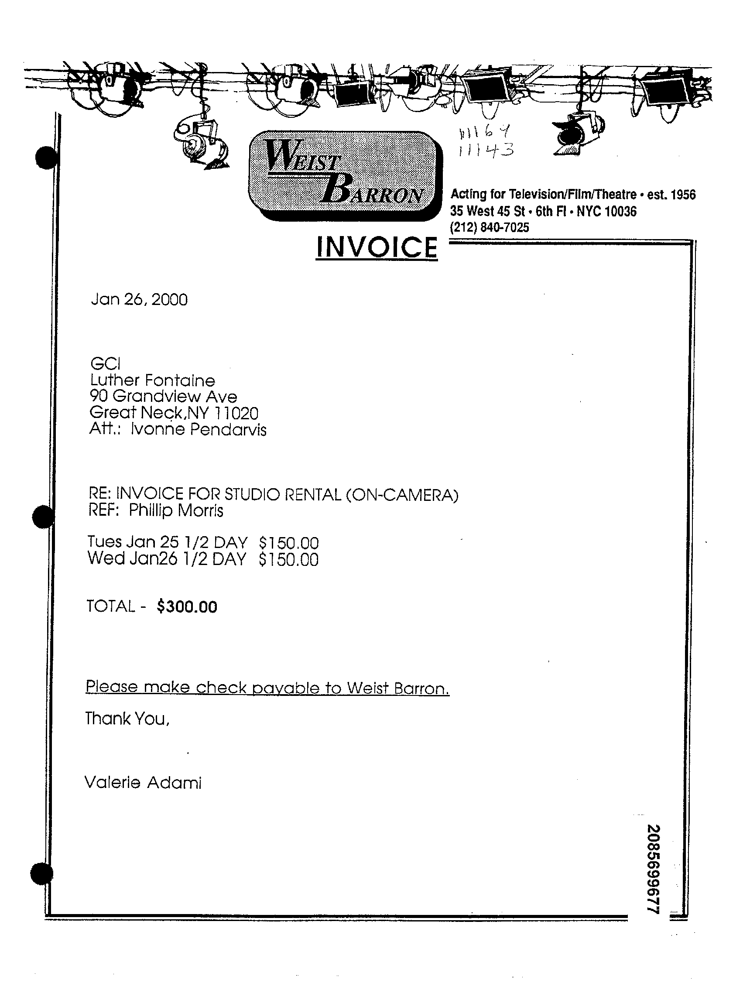 11169
11143
WEIST
BARRON
Acting for Television/Film/Theatre • est. 1956
35 West 45 St • 6th Fl • NYC 10036
(212) 840-7025
INVOICE
Jan 26, 2000
GCI
Luther Fontaine
90 Grandview Ave
Great Neck,NY 11020
Att.: Ivonne Pendarvis
RE: INVOICE FOR STUDIO RENTAL (ON-CAMERA)
REF: Phillip Morris
Tues Jan 25 1/2 DAY $150.00
Wed Jan26 1/2 DAY $150.00
TOTAL - $300.00
Please make check payable to Weist Barron.
Thank You,
Valerie Adami
2085699677